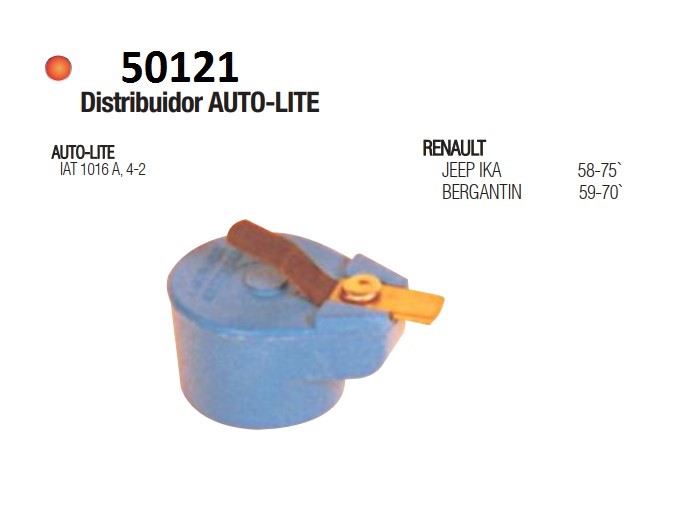 50121
Distribuidor AUTO-LITE
AUTO-LITE
IAT 1016 A, 4-2
RENAULT
JEEP IKA 58-75`
BERGANTIN 59-70`